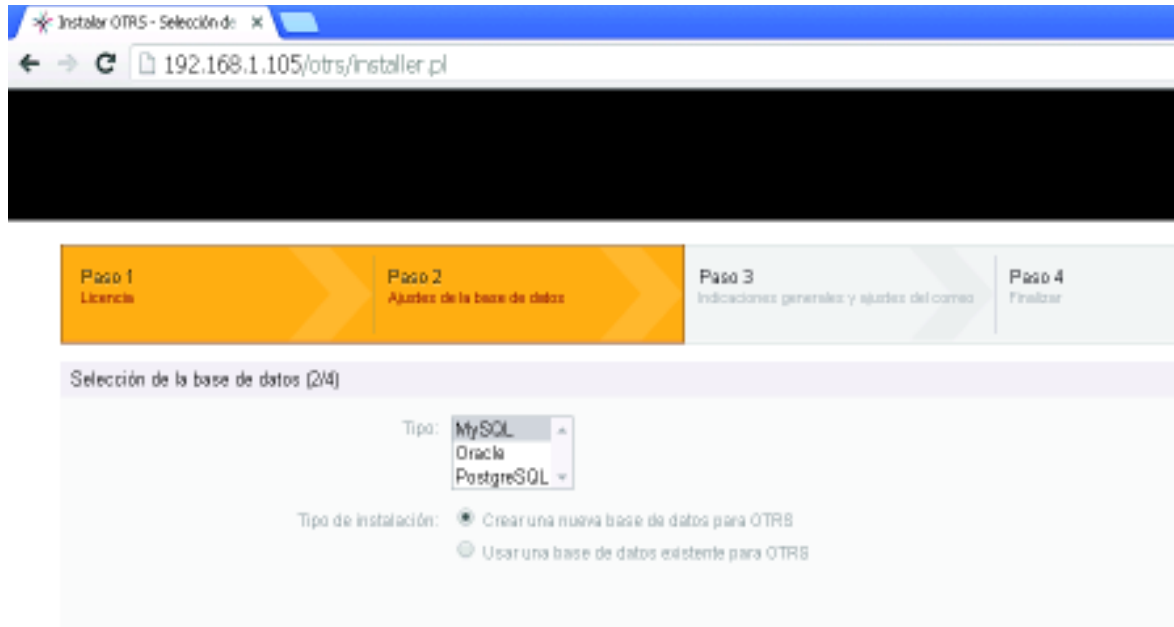 Instalar OTRS - Selección de
192.168.1.105/otrs/installer.pl
Paso 1
Licencia
Paso 2
Ajustes de la base de datos
Paso 3
Indicaciones generales y ajustes del correo
Paso 4
Finalizar
Selección de la base de datos (2/4)
Tipo:
MySQL
Oracle
PostgreSQL
Tipo de instalación:
Crear una nueva base de datos para OTRS
Usar una base de datos existente para OTRS